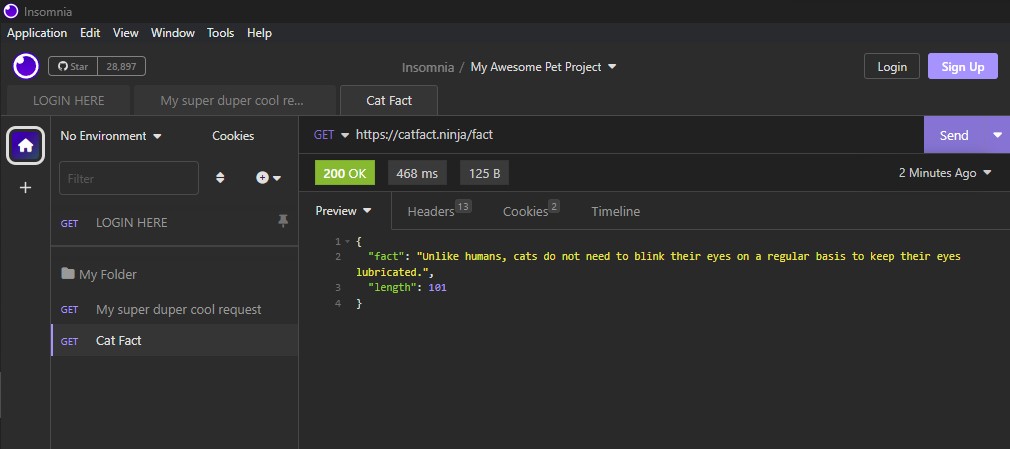 Insomnia
Application Edit View Window Tools Help
Star 28,897
Insomnia / My Awesome Pet Project
Login Sign Up
LOGIN HERE My super duper cool re... Cat Fact
No Environment Cookies
GET https://catfact.ninja/fact Send
Filter
200 OK 468 ms 125 B 2 Minutes Ago
GET LOGIN HERE
Preview Headers 13 Cookies 2 Timeline
My Folder
GET My super duper cool request
GET Cat Fact
1 {
2 "fact": "Unlike humans, cats do not need to blink their eyes on a regular basis to keep their eyes
lubricated.",
3 "length": 101
4 }